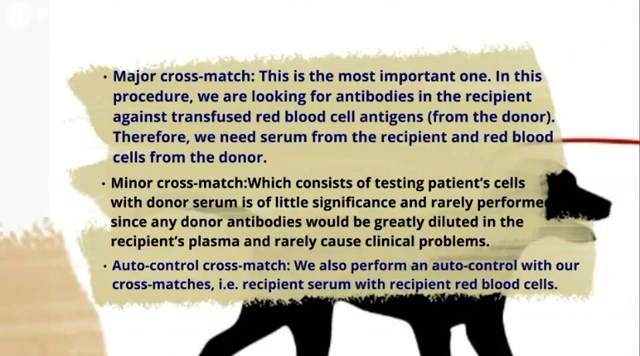 • Major cross-match: This is the most important one. In this
procedure, we are looking for antibodies in the recipient
against transfused red blood cell antigens (from the donor).
Therefore, we need serum from the recipient and red blood
cells from the donor.
• Minor cross-match:Which consists of testing patient's cells
with donor serum is of little significance and rarely performed
since any donor antibodies would be greatly diluted in the
recipient's plasma and rarely cause clinical problems.
• Auto-control cross-match: We also perform an auto-control with our
cross-matches, i.e. recipient serum with recipient red blood cells.